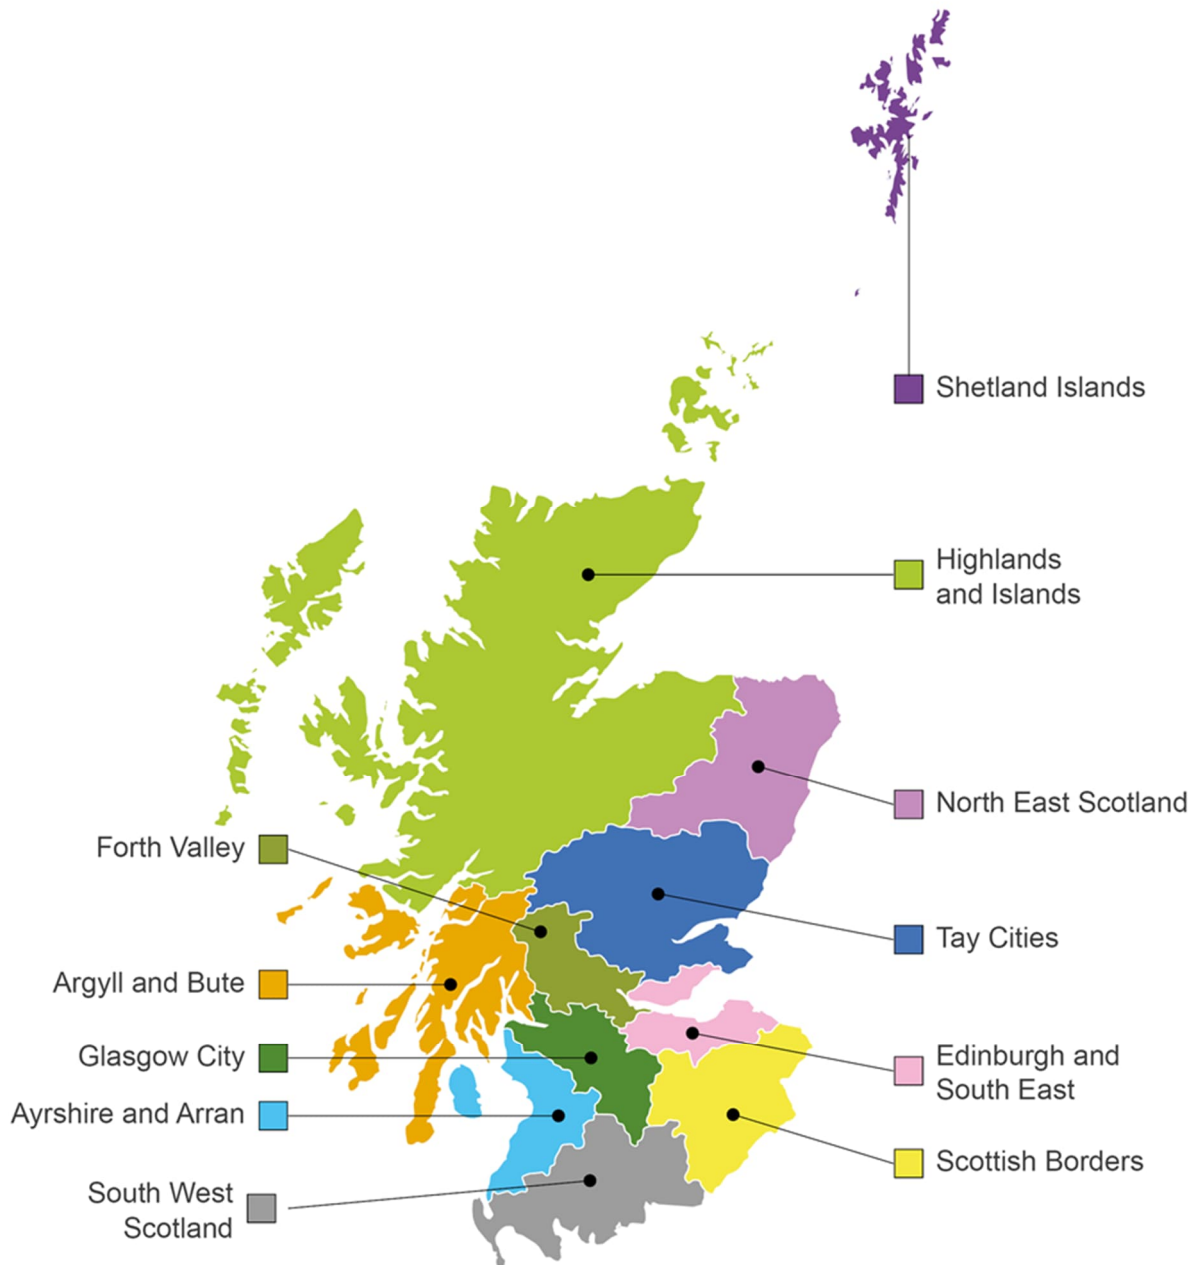 Shetland Islands
Highlands
and Islands
North East Scotland
Forth Valley
Tay Cities
Argyll and Bute
Glasgow City
Edinburgh and
South East
Ayrshire and Arran
Scottish Borders
South West
Scotland